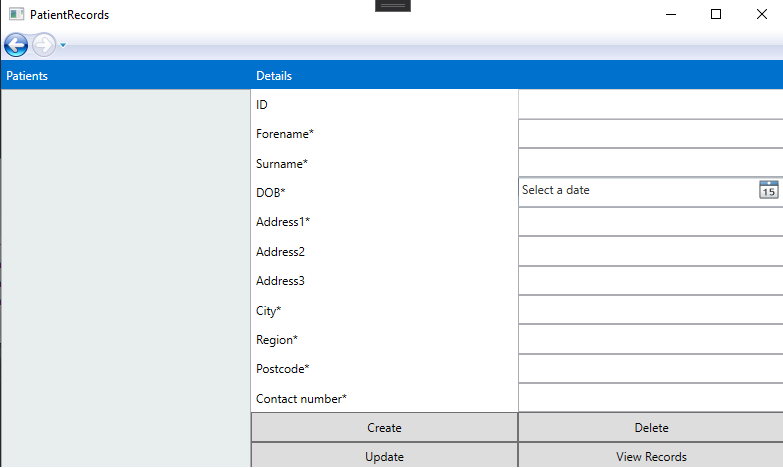 PatientRecords
Patients
Details
ID
Forename*
Surname*
DOB*
Select a date
15
Address1*
Address2
Address3
City*
Region*
Postcode*
Contact number*
Create
Delete
Update
View Records